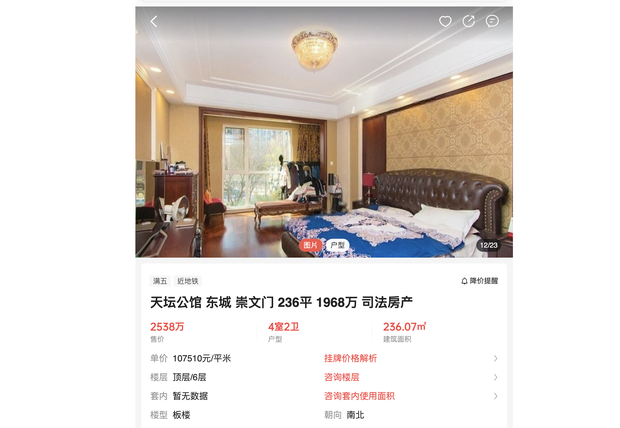 图片 户型
12/23
满五 近地铁 降价提醒
天坛公馆 东城 崇文门 236平 1968万 司法房产
2538万 4室2卫 236.07㎡
售价 户型 建筑面积
单价 107510元/平米 挂牌价格解析
楼层 顶层/6层 咨询楼层
套内 暂无数据 咨询套内使用面积
楼型 板楼 朝向 南北